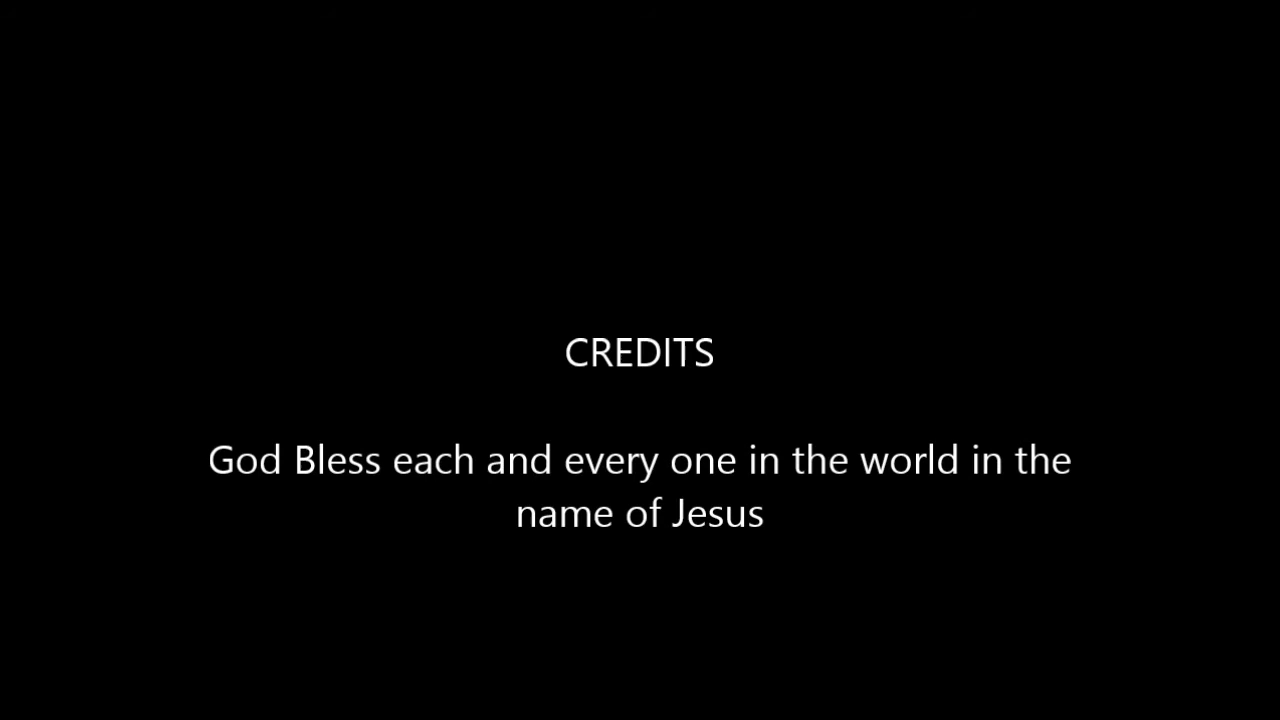 CREDITS
God Bless each and every one in the world in the
name of Jesus